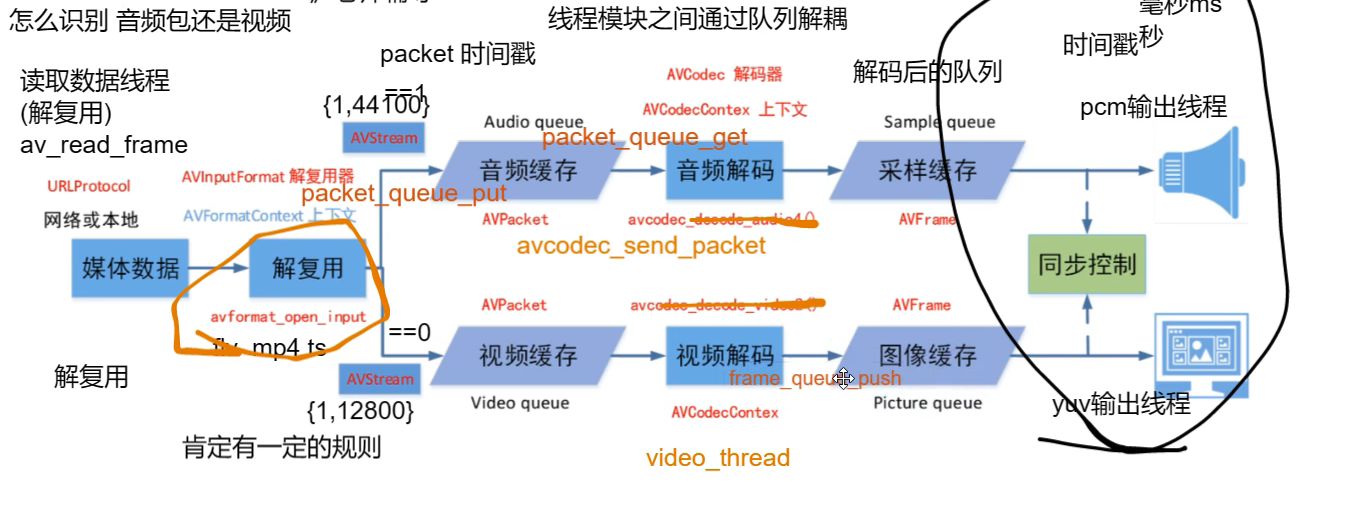 怎么识别 音频包还是视频
线程模块之间通过队列解耦
毫秒ms
秒
时间戳
packet 时间戳
读取数据线程
(解复用)
av_read_frame
==1
{1,44100}
AVStream
AVCodec 解码器
AVCodecContex 上下文
解码后的队列
pcm输出线程
Audio queue
packet_queue_get
Sample queue
URLProtocol
AVInputFormat 解复用器
packet_queue_put
音频缓存
音频解码
采样缓存
网络或本地
AVFormatContext 上下文
AVPacket
avcodec_decode_audio4()
AVFrame
avcodec_send_packet
媒体数据
解复用
同步控制
avformat_open_input
flv mp4 ts
AVPacket
avcodec_decode_video2()
AVFrame
==0
视频缓存
视频解码
图像缓存
解复用
AVStream
frame_queue_push
{1,12800}
Video queue
AVCodecContex
Picture queue
yuv输出线程
肯定有一定的规则
video_thread